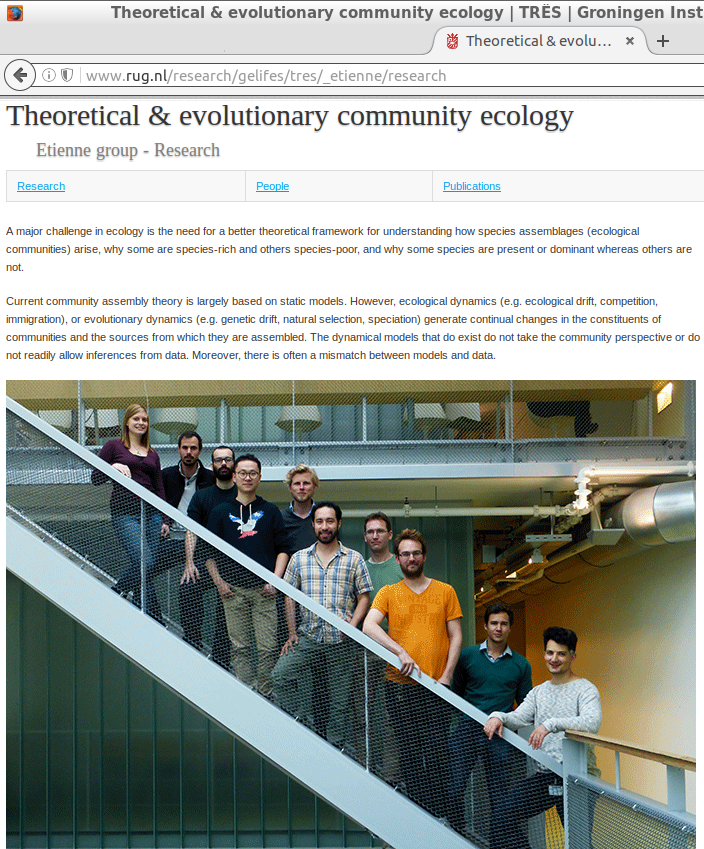 Theoretical & evolutionary community ecology | TRÊS | Groningen Inst
Theoretical & evolu...
www.rug.nl/research/gelifes/tres/_etienne/research
Theoretical & evolutionary community ecology
Etienne group - Research
Research People Publications
A major challenge in ecology is the need for a better theoretical framework for understanding how species assemblages (ecological
communities) arise, why some are species-rich and others species-poor, and why some species are present or dominant whereas others are
not.
Current community assembly theory is largely based on static models. However, ecological dynamics (e.g. ecological drift, competition,
immigration), or evolutionary dynamics (e.g. genetic drift, natural selection, speciation) generate continual changes in the constituents of
communities and the sources from which they are assembled. The dynamical models that do exist do not take the community perspective or do
not readily allow inferences from data. Moreover, there is often a mismatch between models and data.